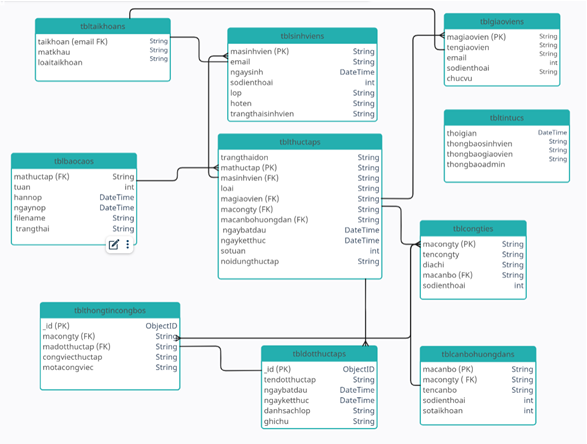 tbltaikhoans
taikhoan (email FK) String
matkhau String
loaitaikhoan String
tblsinhviens
masinhvien (PK) String
email String
ngaysinh DateTime
sodienthoai int
lop String
hoten String
trangthaisinhvien String
tblgiaoviens
magiaovien (PK) String
tengiaovien String
email String
sodienthoai int
chucvu String
tbltintucs
thoigian DateTime
thongbaosinhvien String
thongbaogiaovien String
thongbaoadmin String
tblbaocaos
mathuctap (FK) String
tuan int
hannop DateTime
ngaynop DateTime
filename String
trangthai String
tblthuctaps
trangthaidon String
mathuctap (PK) String
masinhvien (FK) String
loai String
magiaovien (FK) String
macongty (FK) String
macanbohuongdan (FK) String
ngaybatdau DateTime
ngayketthuc DateTime
sotuan int
noidungthuctap String
tblcongties
macongty (PK) String
tencongty String
diachi String
macanbo (FK) String
sodienthoai int
tblthongtincongbos
_id (PK) ObjectID
macongty (FK) String
madotthuctap (FK) String
congviecthuctap String
motacongviec String
tbldotthuctaps
_id (PK) ObjectID
tendotthuctap String
ngaybatdau DateTime
ngayketthuc DateTime
danhsachlop String
ghichu String
tblcanbohuongdans
macanbo (PK) String
macongty ( FK) String
tencanbo String
sodienthoai int
sotaikhoan int